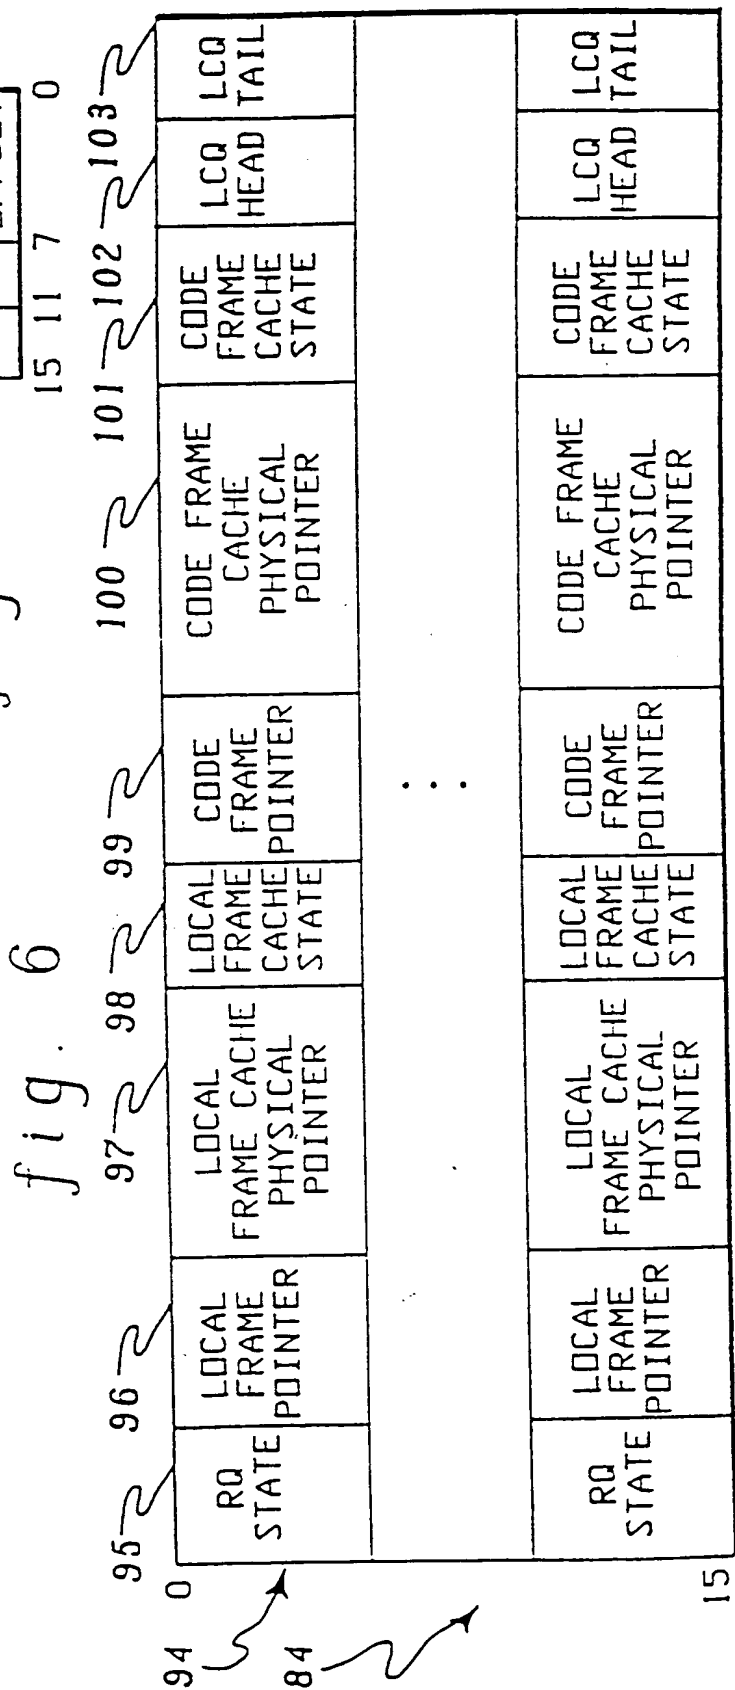 15 11 7 0
fig. 6
95 96 97 98 99 100 101 102 103
94
84
0
RQ
STATE
LOCAL
FRAME
POINTER
LOCAL
FRAME CACHE
PHYSICAL
POINTER
LOCAL
FRAME
CACHE
STATE
CODE
FRAME
POINTER
CODE FRAME
CACHE
PHYSICAL
POINTER
CODE
FRAME
CACHE
STATE
LCQ
HEAD
LCQ
TAIL
...
15
RQ
STATE
LOCAL
FRAME
POINTER
LOCAL
FRAME CACHE
PHYSICAL
POINTER
LOCAL
FRAME
CACHE
STATE
CODE
FRAME
POINTER
CODE FRAME
CACHE
PHYSICAL
POINTER
CODE
FRAME
CACHE
STATE
LCQ
HEAD
LCQ
TAIL